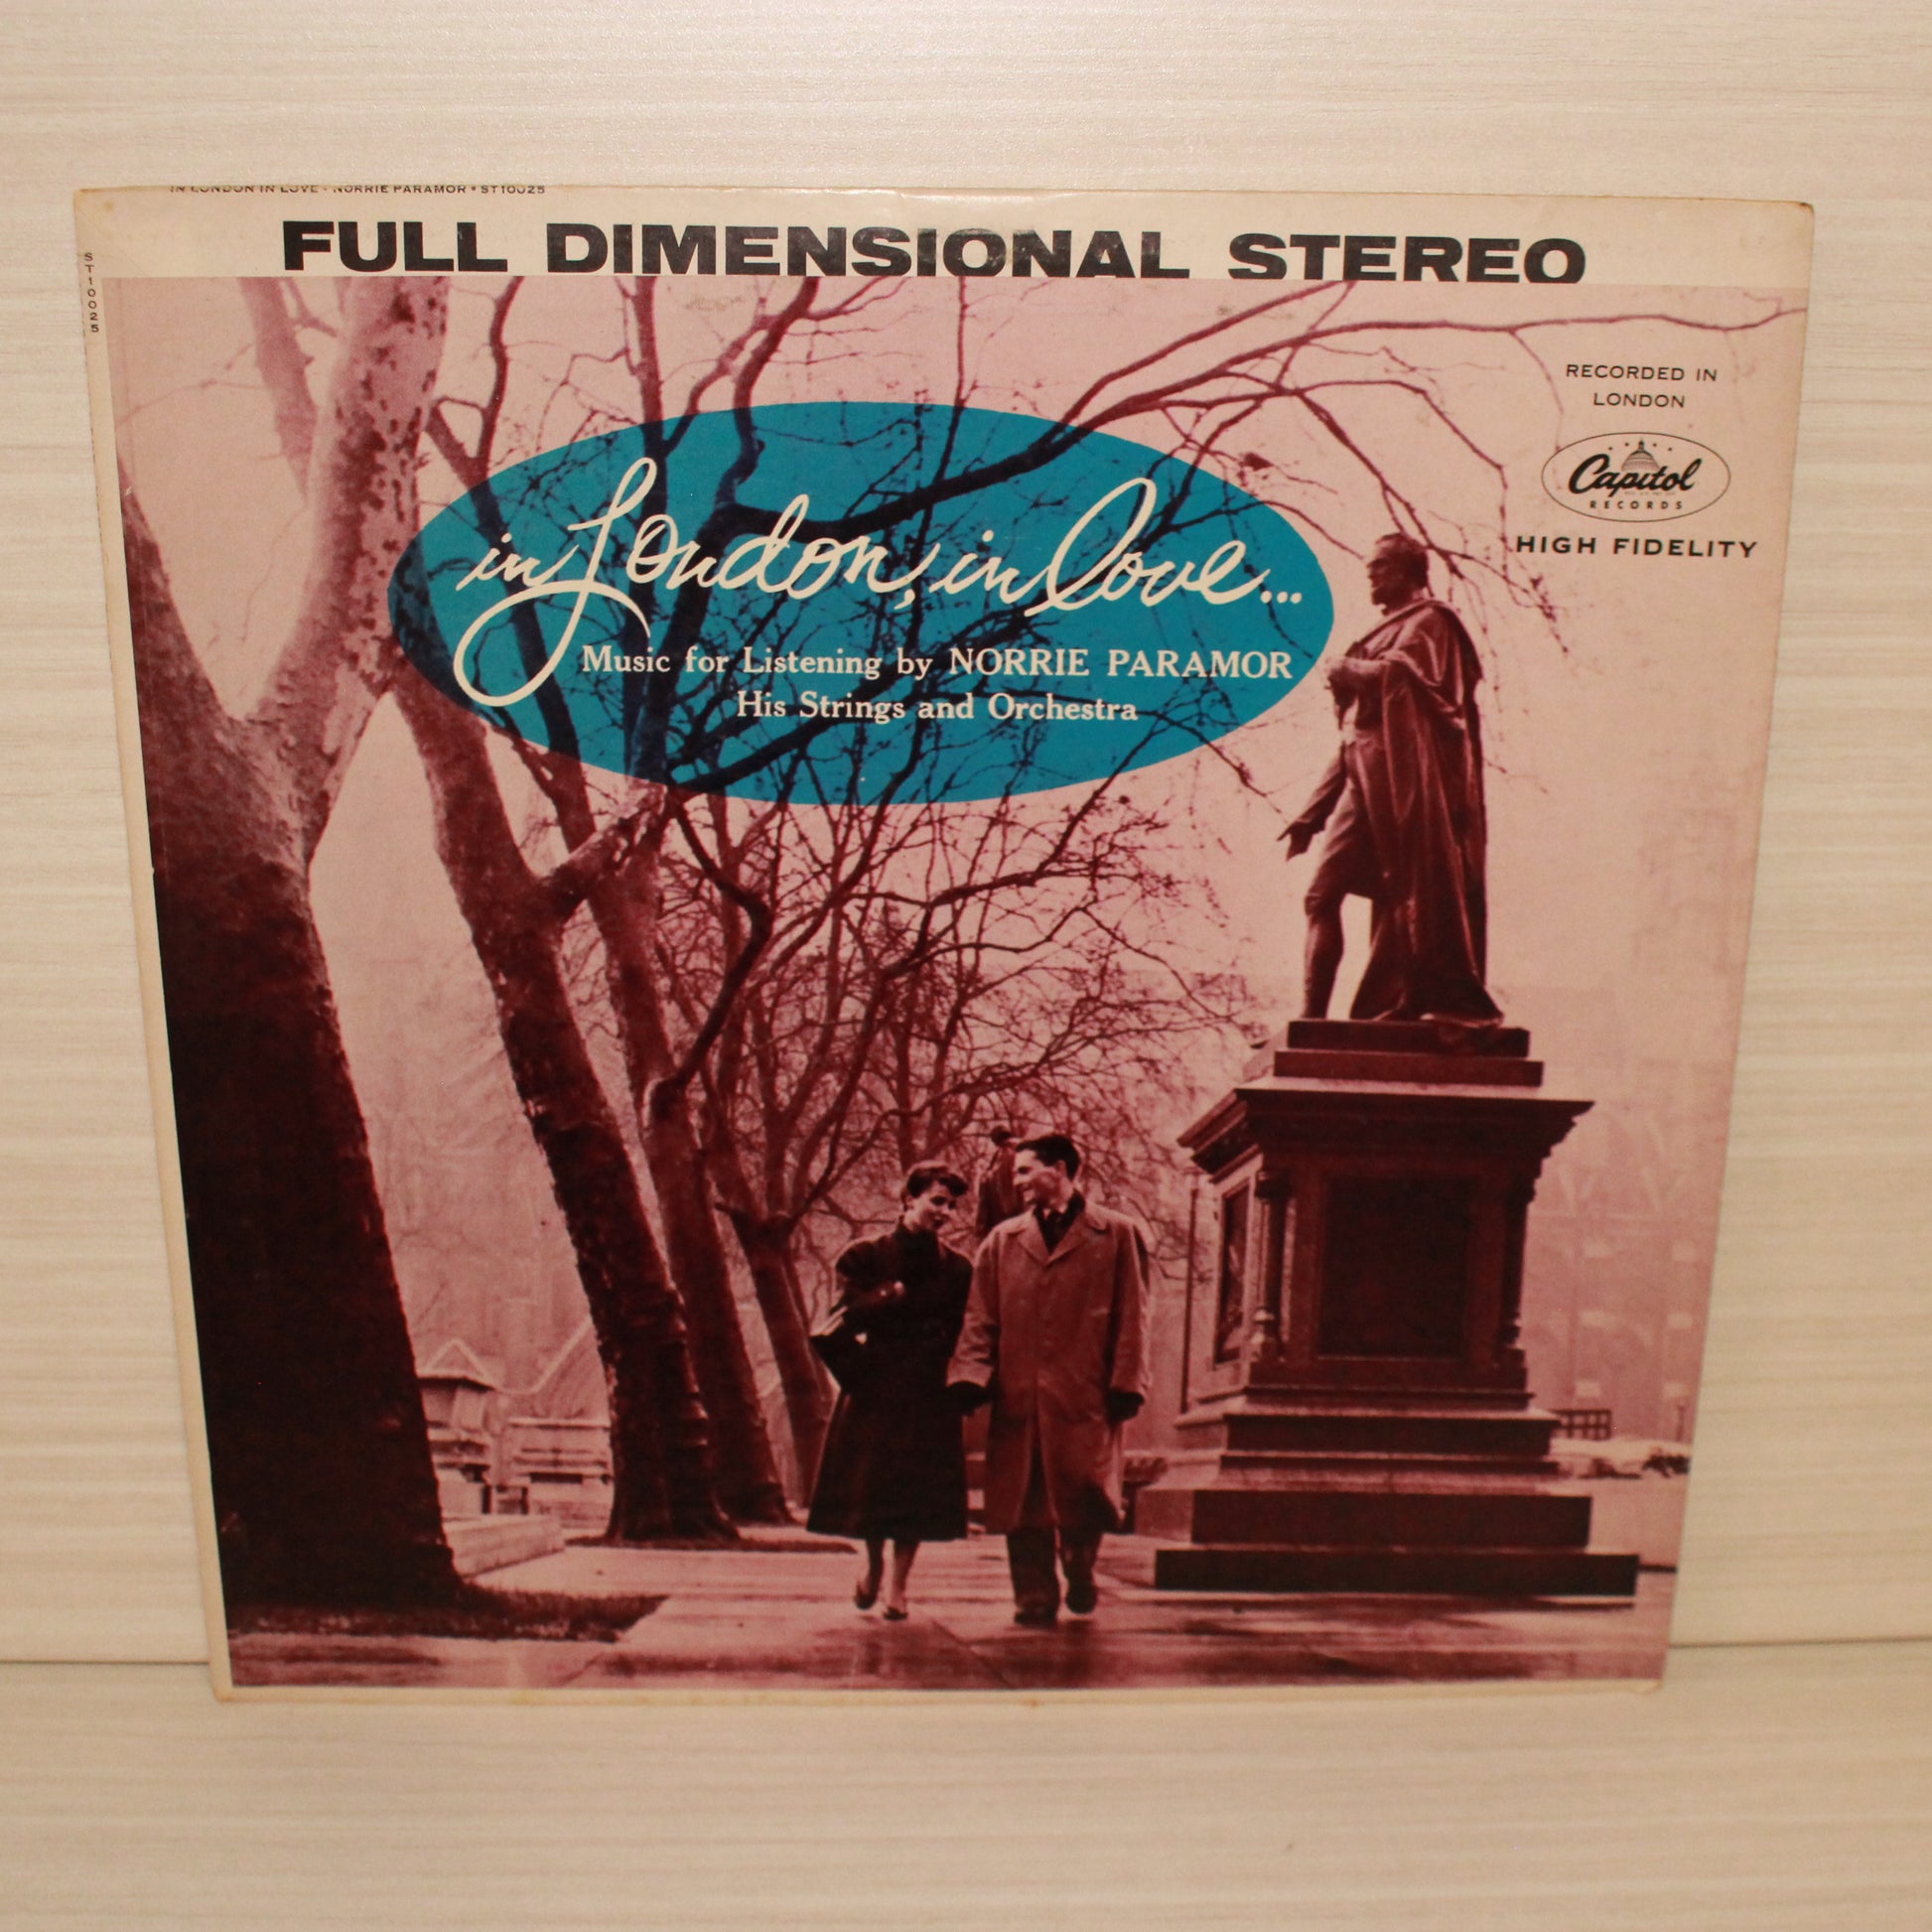 IN LONDON IN LOVE - NORRIE PARAMOR • ST10025
FULL DIMENSIONAL STEREO
ST10025
RECORDED IN
LONDON
Capitol
RECORDS
HIGH FIDELITY
in London, in love...
Music for Listening by NORRIE PARAMOR
His Strings and Orchestra